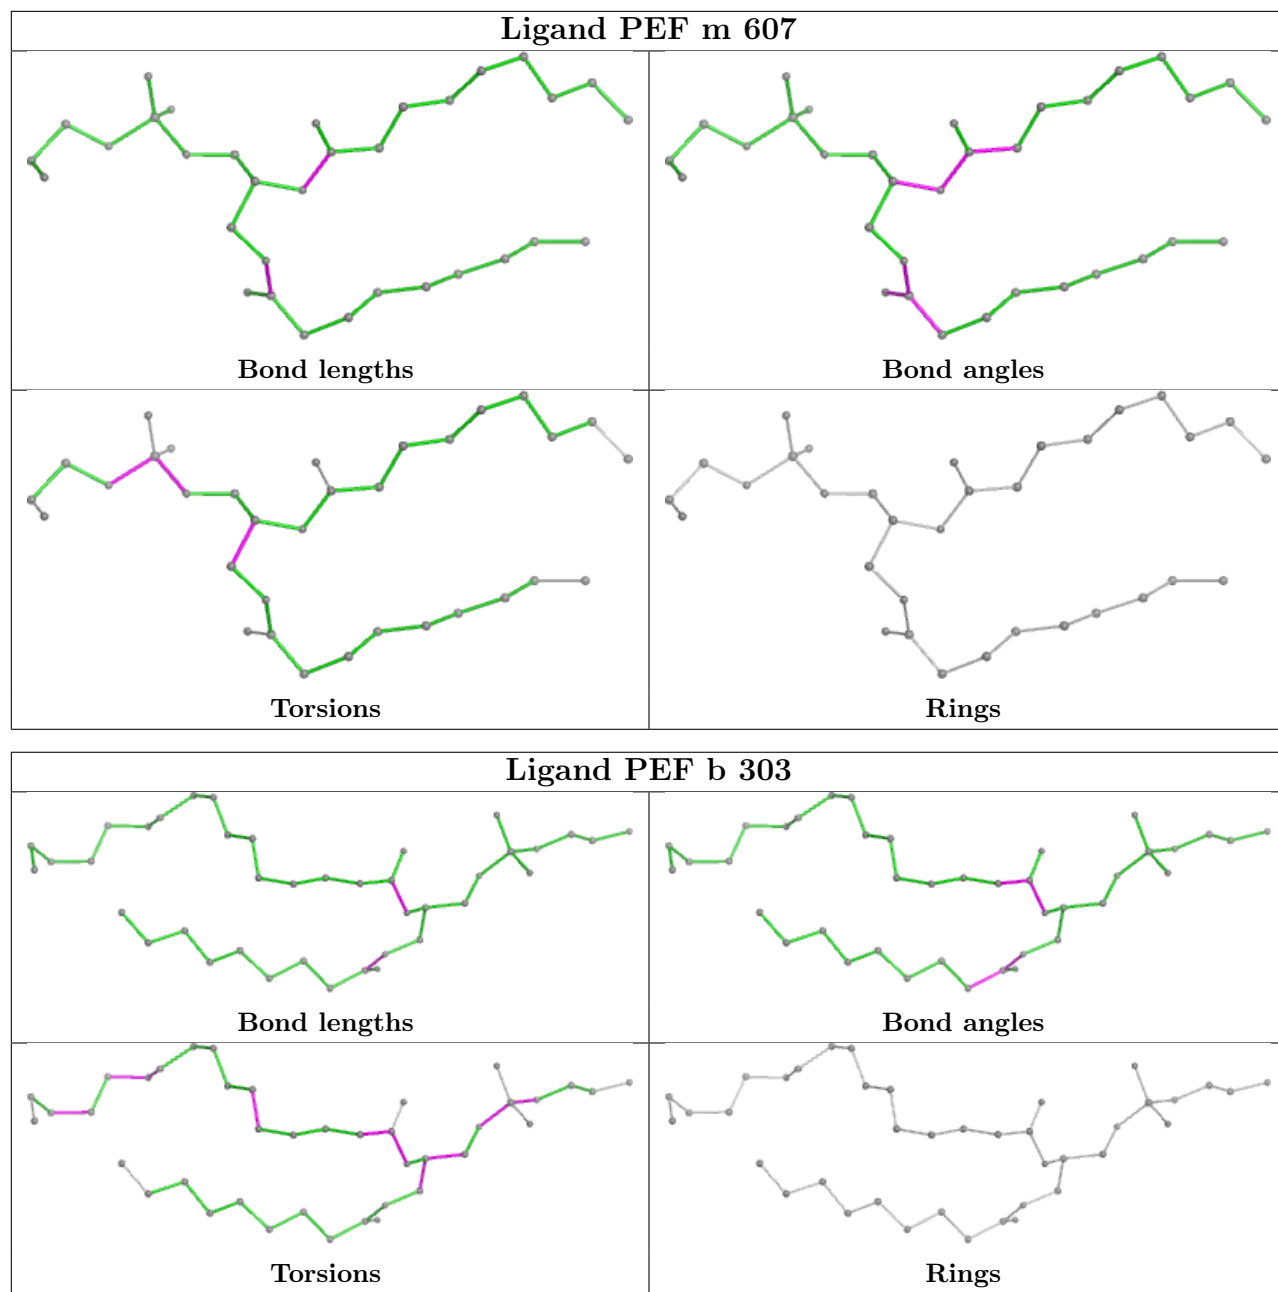 Ligand PEF m 607
Bond lengths
Bond angles
Torsions
Rings
Ligand PEF b 303
Bond lengths
Bond angles
Torsions
Rings